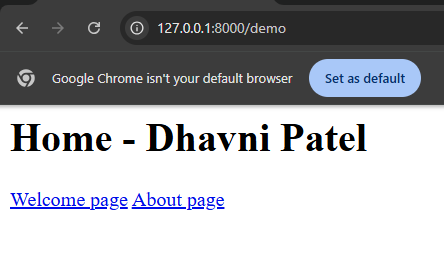 127.0.0.1:8000/demo
Google Chrome isn't your default browser Set as default
Home - Dhavni Patel
Welcome page About page